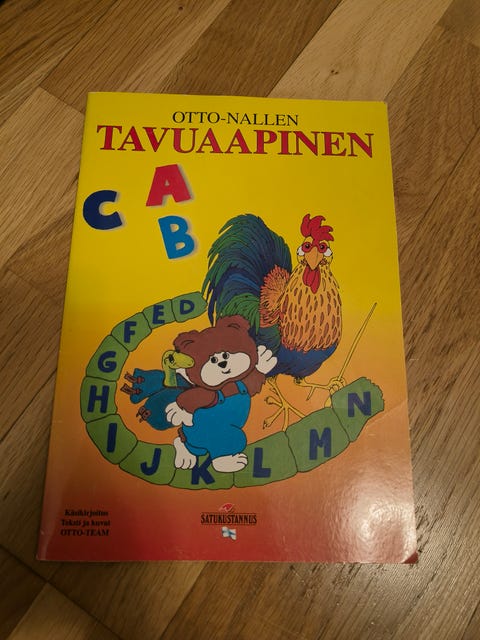 OTTO-NALLEN
TAVUAAPINEN
A
C
B
D
E
F
G
H
I
J
K
L
M
N
Käsikirjoitus
Teksti ja kuvat
OTTO-TEAM
SATUKUSTANNUS